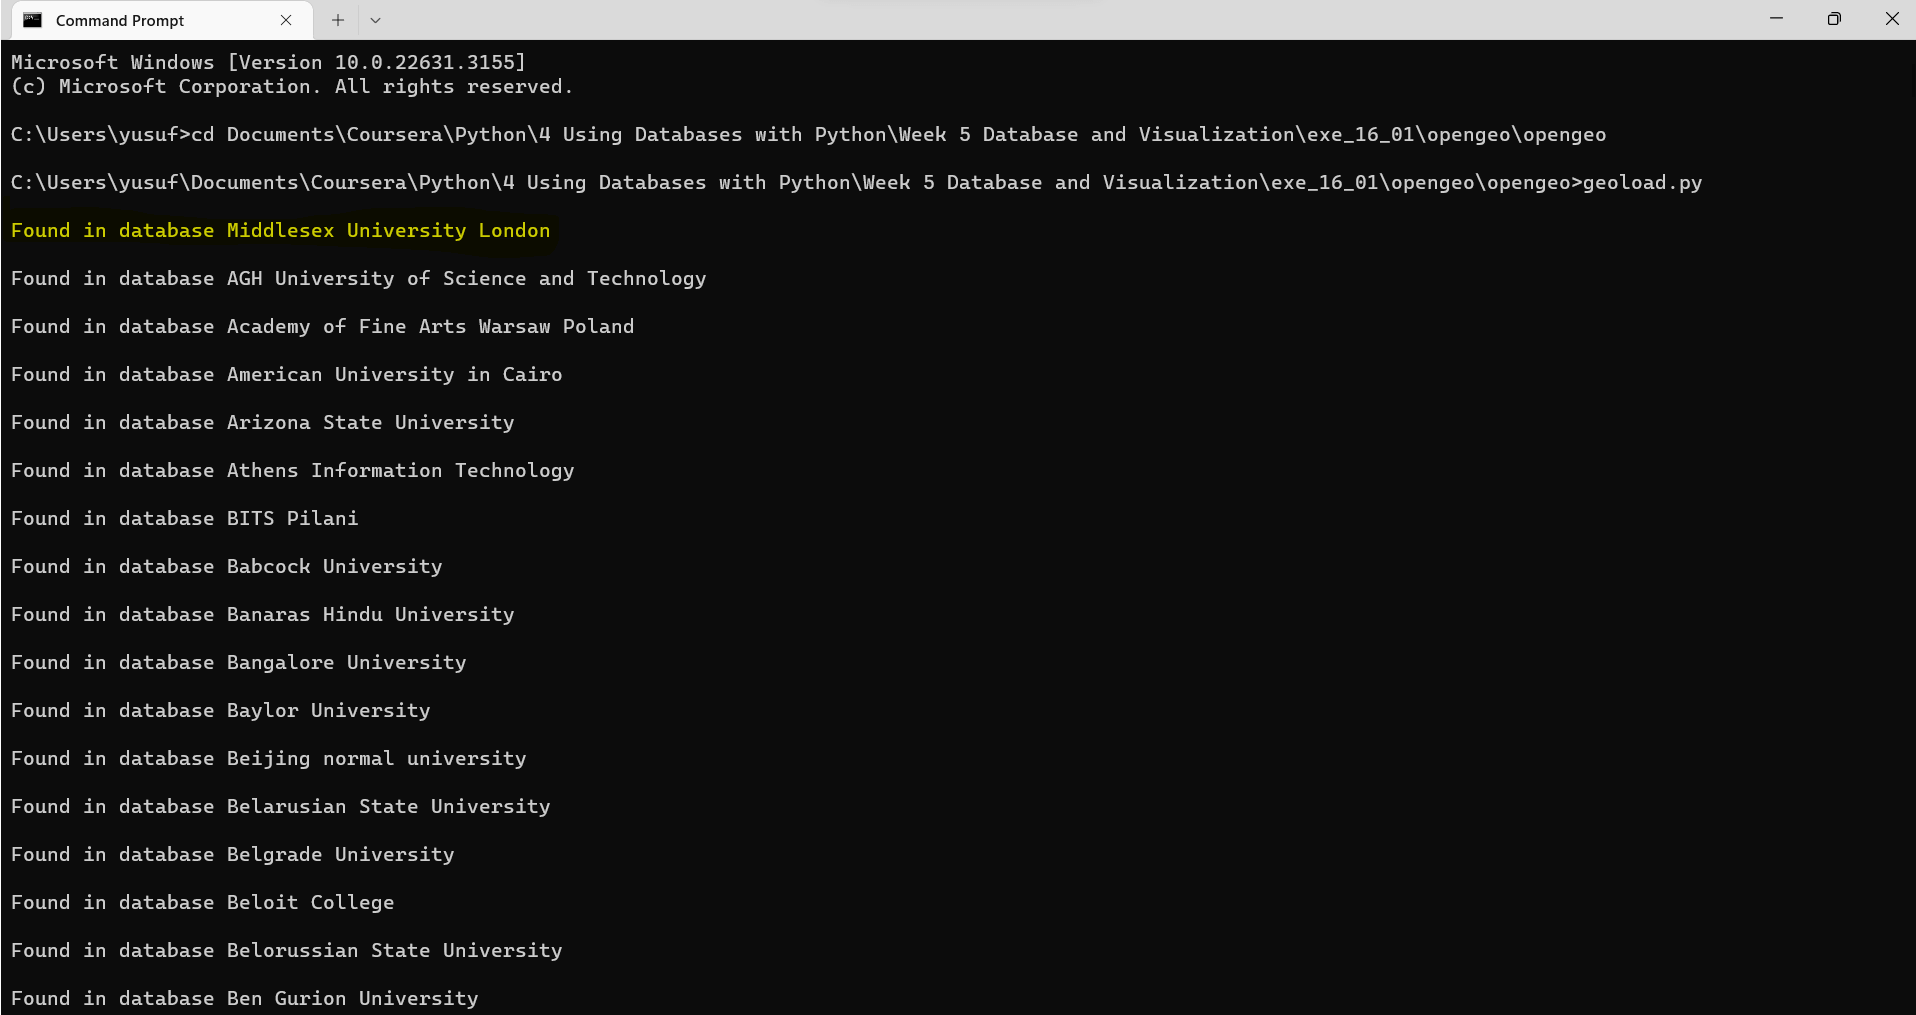 Command Prompt
Microsoft Windows [Version 10.0.22631.3155]
(c) Microsoft Corporation. All rights reserved.
C:\Users\yusuf>cd Documents\Coursera\Python\4 Using Databases with Python\Week 5 Database and Visualization\exe_16_01\opengeo\opengeo
C:\Users\yusuf\Documents\Coursera\Python\4 Using Databases with Python\Week 5 Database and Visualization\exe_16_01\opengeo\opengeo>geoload.py
Found in database Middlesex University London
Found in database AGH University of Science and Technology
Found in database Academy of Fine Arts Warsaw Poland
Found in database American University in Cairo
Found in database Arizona State University
Found in database Athens Information Technology
Found in database BITS Pilani
Found in database Babcock University
Found in database Banaras Hindu University
Found in database Bangalore University
Found in database Baylor University
Found in database Beijing normal university
Found in database Belarusian State University
Found in database Belgrade University
Found in database Beloit College
Found in database Belorussian State University
Found in database Ben Gurion University